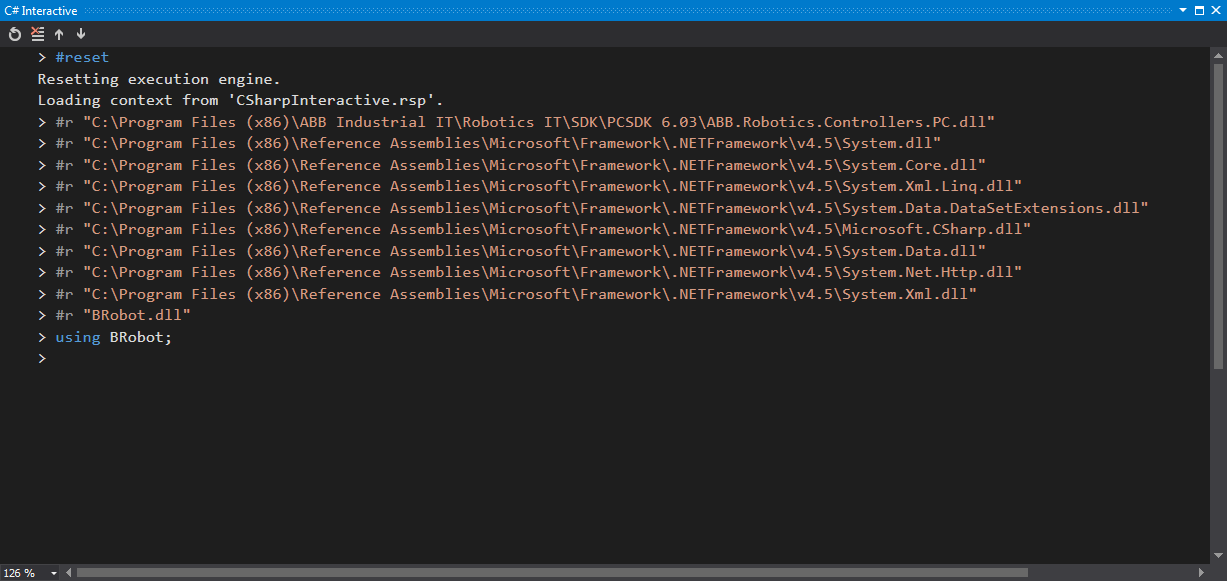 C# Interactive
> #reset
Resetting execution engine.
Loading context from 'CSharpInteractive.rsp'.
> #r "C:\Program Files (x86)\ABB Industrial IT\Robotics IT\SDK\PCSDK 6.03\ABB.Robotics.Controllers.PC.dll"
> #r "C:\Program Files (x86)\Reference Assemblies\Microsoft\Framework\.NETFramework\v4.5\System.dll"
> #r "C:\Program Files (x86)\Reference Assemblies\Microsoft\Framework\.NETFramework\v4.5\System.Core.dll"
> #r "C:\Program Files (x86)\Reference Assemblies\Microsoft\Framework\.NETFramework\v4.5\System.Xml.Linq.dll"
> #r "C:\Program Files (x86)\Reference Assemblies\Microsoft\Framework\.NETFramework\v4.5\System.Data.DataSetExtensions.dll"
> #r "C:\Program Files (x86)\Reference Assemblies\Microsoft\Framework\.NETFramework\v4.5\Microsoft.CSharp.dll"
> #r "C:\Program Files (x86)\Reference Assemblies\Microsoft\Framework\.NETFramework\v4.5\System.Data.dll"
> #r "C:\Program Files (x86)\Reference Assemblies\Microsoft\Framework\.NETFramework\v4.5\System.Net.Http.dll"
> #r "C:\Program Files (x86)\Reference Assemblies\Microsoft\Framework\.NETFramework\v4.5\System.Xml.dll"
> #r "BRobot.dll"
> using BRobot;
>
126 %